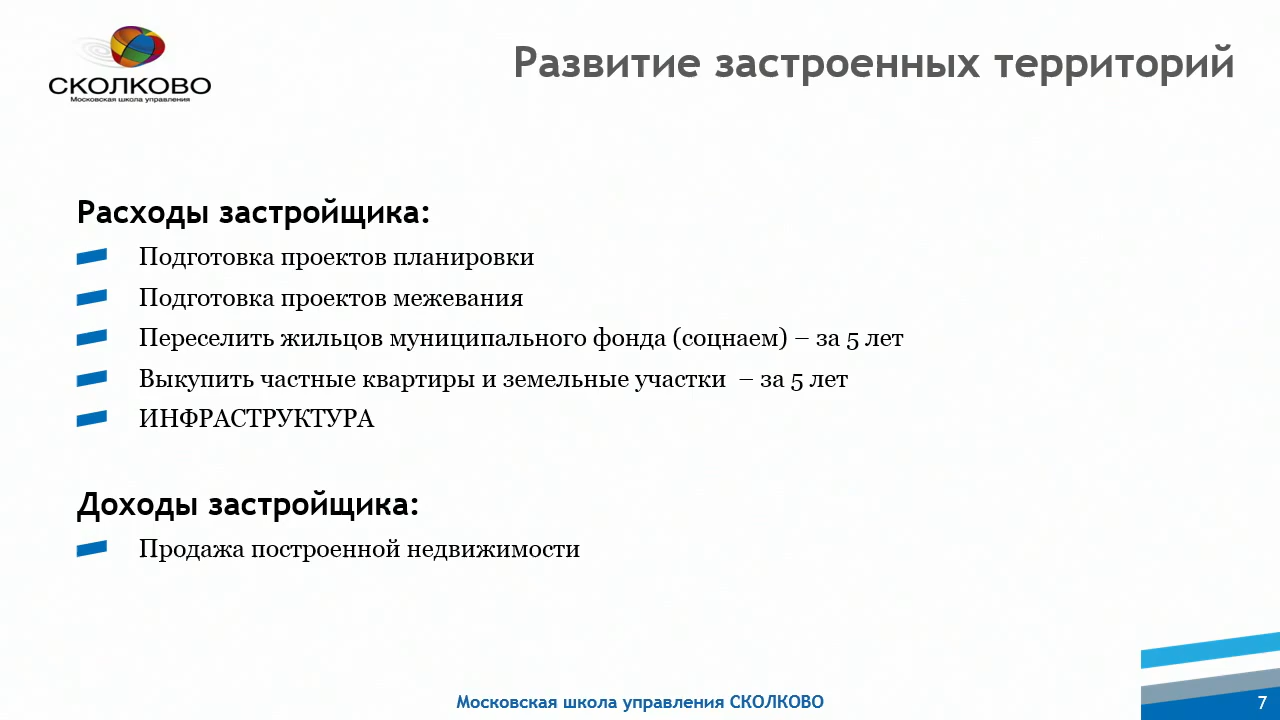 СКОЛКОВО
Московская школа управления
Развитие застроенных территорий
Расходы застройщика:
Подготовка проектов планировки
Подготовка проектов межевания
Переселить жильцов муниципального фонда (соцнаем) – за 5 лет
Выкупить частные квартиры и земельные участки – за 5 лет
ИНФРАСТРУКТУРА
Доходы застройщика:
Продажа построенной недвижимости
Московская школа управления СКОЛКОВО
7